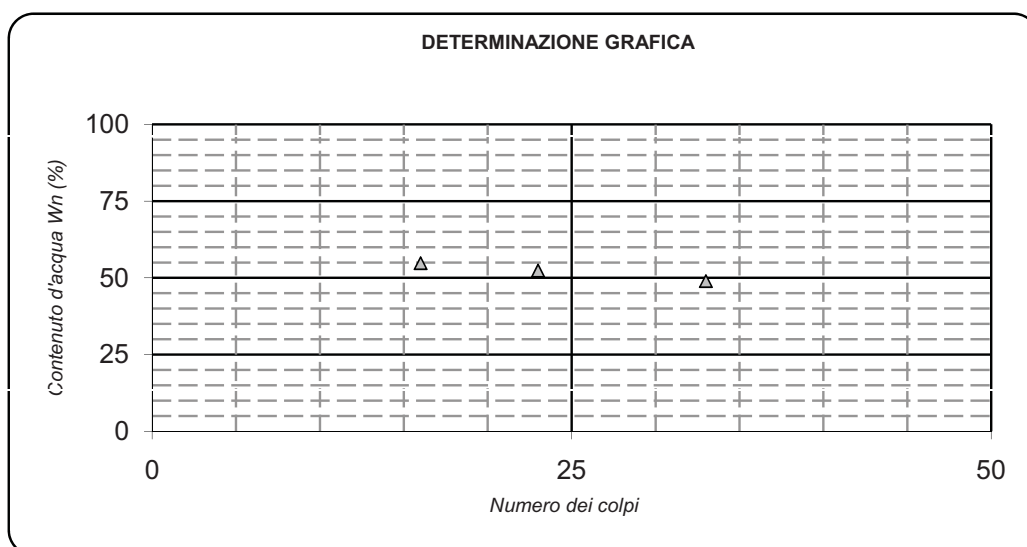 DETERMINAZIONE GRAFICA
Contenuto d'acqua Wn (%)
100
75
50
25
0
0 25 50
Numero dei colpi